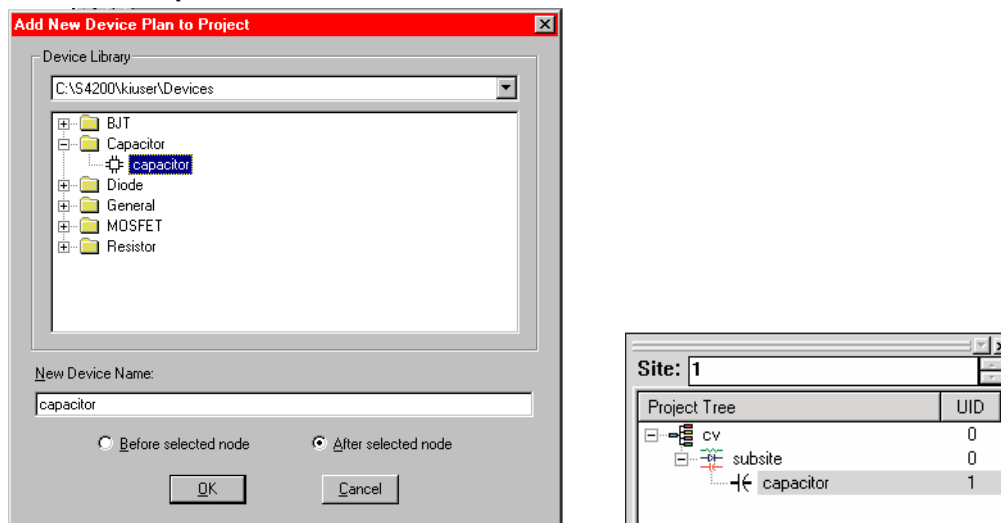 Add New Device Plan to Project
Device Library
C:\S4200\kiuser\Devices
BJT
Capacitor
capacitor
Diode
General
MOSFET
Resistor
New Device Name:
capacitor
Before selected node After selected node
OK Cancel
Site: 1
Project Tree UID
cv 0
subsite 0
capacitor 1